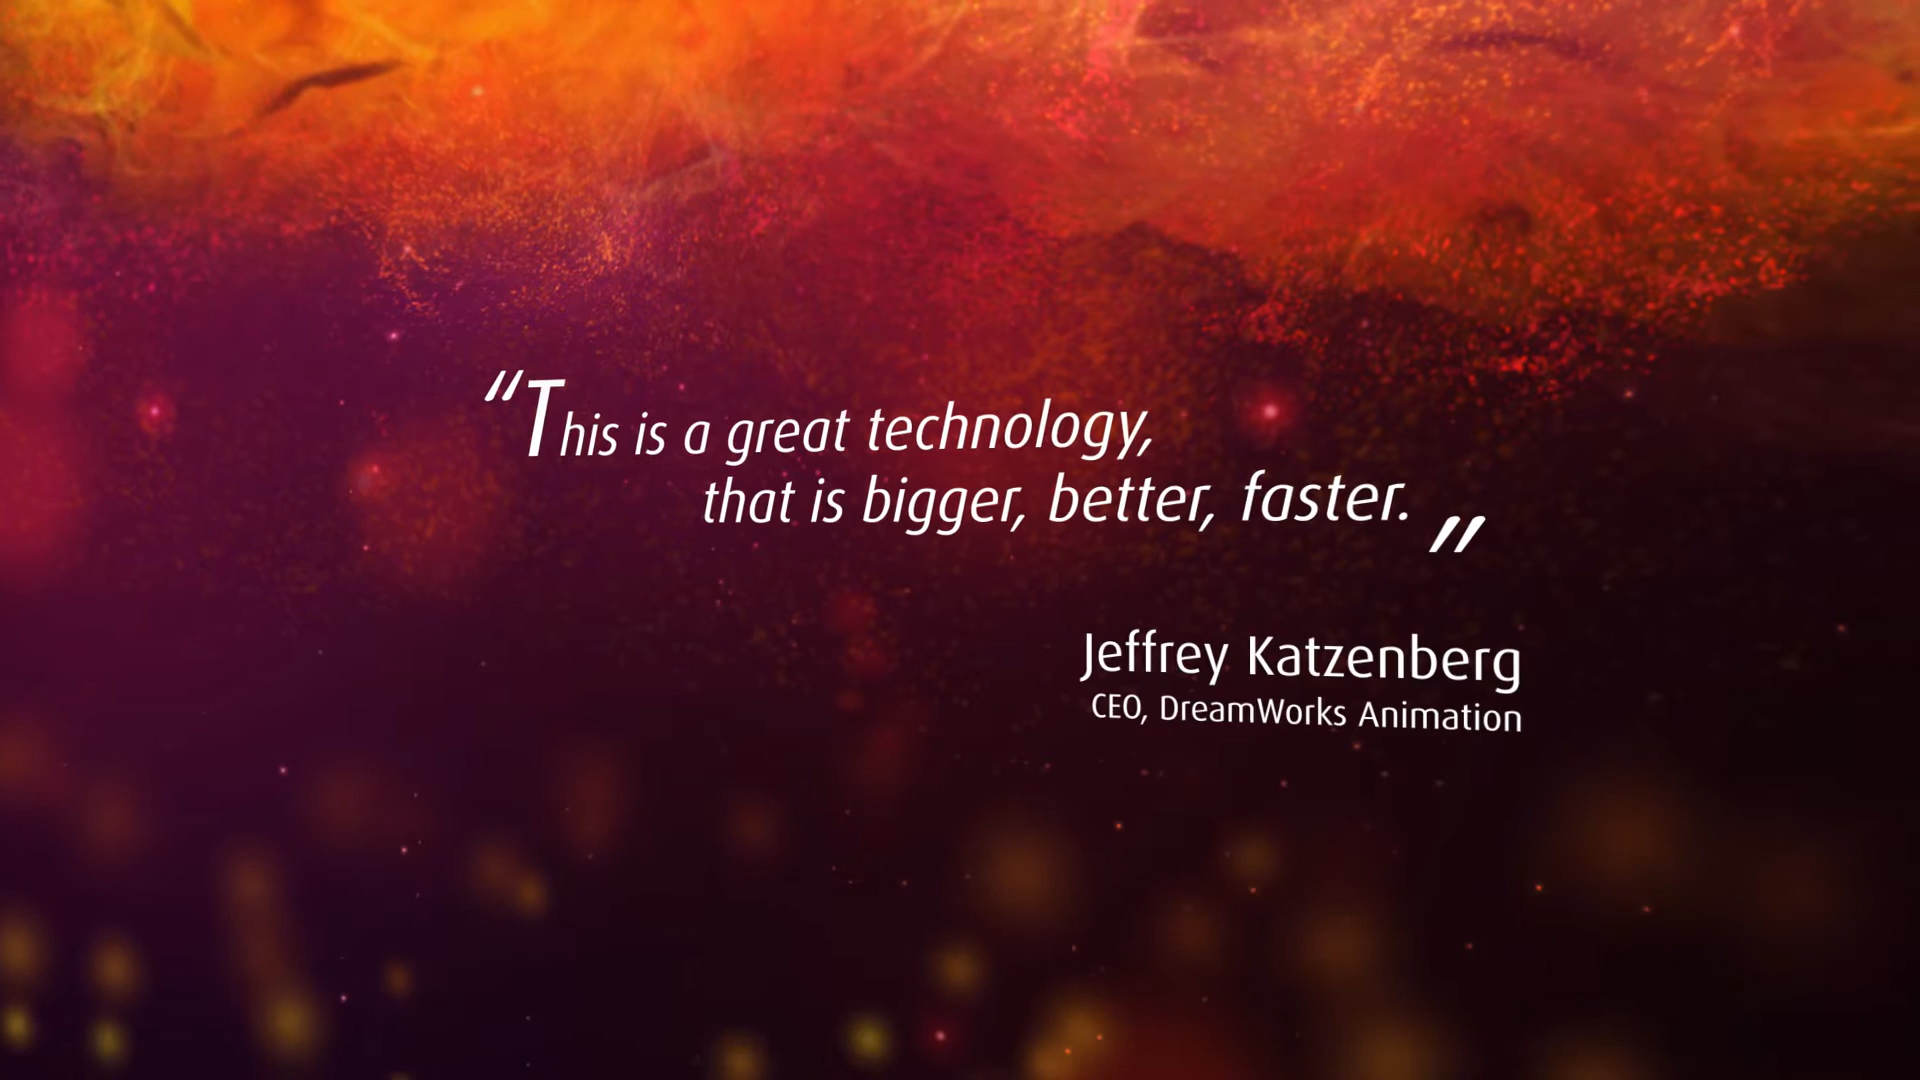 “This is a great technology,
that is bigger, better, faster. ”
Jeffrey Katzenberg
CEO, DreamWorks Animation